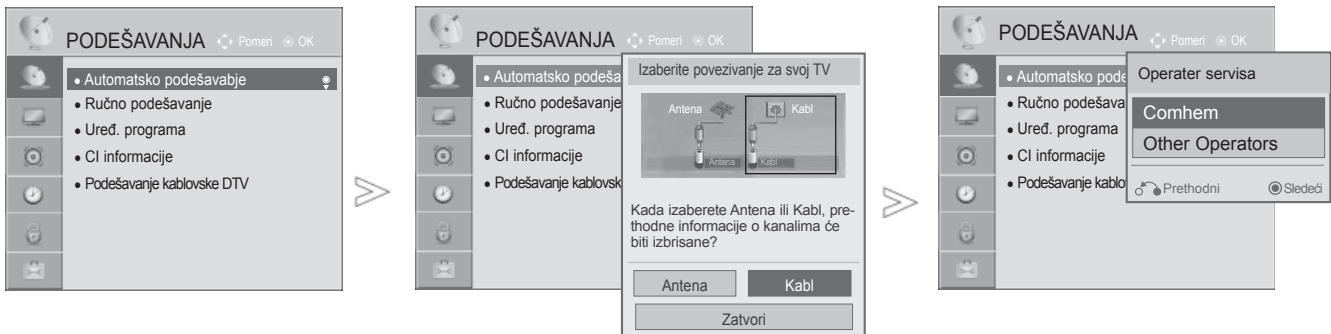 PODEŠAVANJA Pomeri OK
• Automatsko podešavabje
• Ručno podešavanje
• Uređ. programa
• CI informacije
• Podešavanje kablovske DTV
PODEŠAVANJA Pomeri OK
• Automatsko podeša
• Ručno podešavanje
• Uređ. programa
• CI informacije
• Podešavanje kablovsk
Izaberite povezivanje za svoj TV
Antena Kabl
Antena Kabl
Kada izaberete Antena ili Kabl, pre-
thodne informacije o kanalima će
biti izbrisane?
Antena Kabl
Zatvori
PODEŠAVANJA Pomeri OK
• Automatsko pode
• Ručno podešava
• Uređ. programa
• CI informacije
• Podešavanje kablo
Operater servisa
Comhem
Other Operators
Prethodni Sledeći